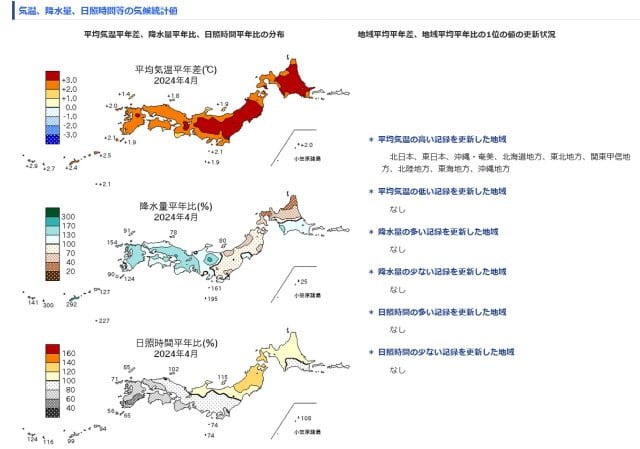 気温、降水量、日照時間等の気候統計値
平均気温平年差、降水量平年比、日照時間平年比の分布
地域平均平年差、地域平均平年比の1位の値の更新状況
平均気温平年差(℃)
2024年4月
+3.0
+2.0
+1.0
+0.0
-1.0
-2.0
-3.0
+1.4
+1.8
+2.0
+1.9
+2.1
+1.9
+2.1
+1.9
+2.5
+2.9
+2.7
+2.4
+2.1
+2.0
小笠原諸島
降水量平年比(%)
2024年4月
300
170
130
100
70
40
20
91
78
80
154
90
124
161
195
127
141
300
292
227
25
小笠原諸島
日照時間平年比(%)
2024年4月
160
140
120
100
80
60
40
65
102
71
115
56
65
74
74
94
124
116
99
108
小笠原諸島
* 平均気温の高い記録を更新した地域
北日本、東日本、沖縄・奄美、北海道地方、東北地方、関東甲信地
方、北陸地方、東海地方、沖縄地方
* 平均気温の低い記録を更新した地域
なし
* 降水量の多い記録を更新した地域
なし
* 降水量の少ない記録を更新した地域
なし
* 日照時間の多い記録を更新した地域
なし
* 日照時間の少ない記録を更新した地域
なし